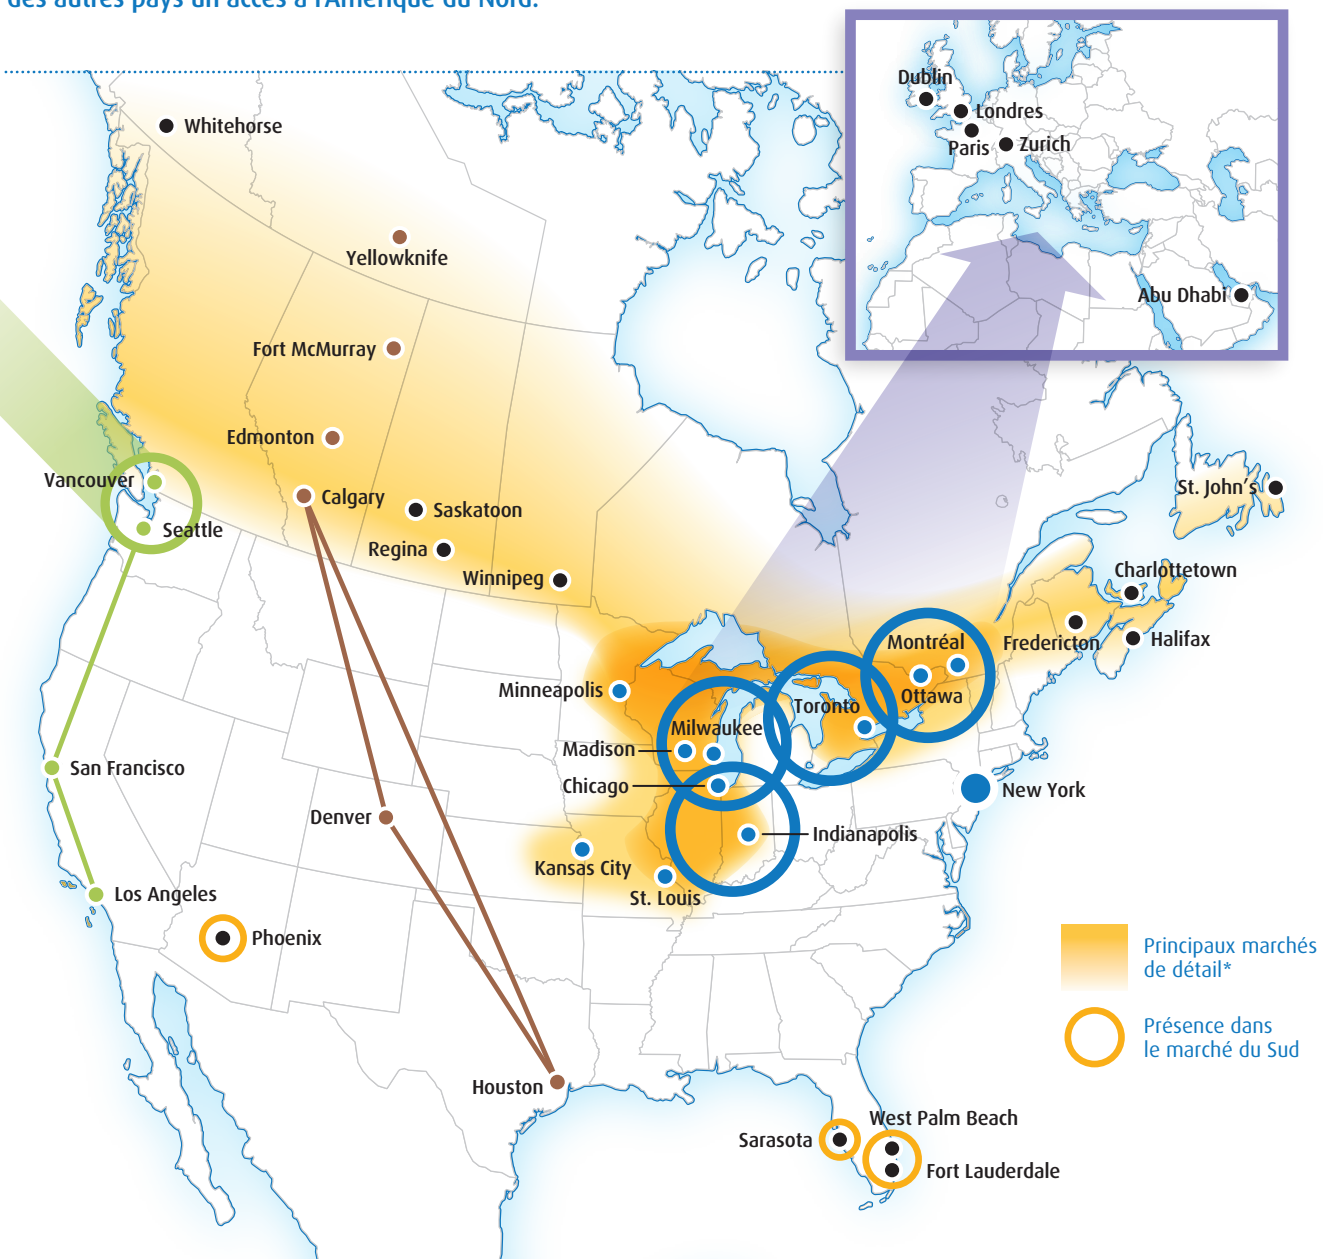 des autres pays un accès à l'Amérique du Nord.
Dublin
Londres
Paris
Zurich
Abu Dhabi
Whitehorse
Yellowknife
Fort McMurray
Edmonton
Vancouver
Calgary
Saskatoon
Seattle
Regina
Winnipeg
St. John's
Charlottetown
Montréal
Fredericton
Halifax
Minneapolis
Ottawa
Toronto
Milwaukee
Madison
San Francisco
Chicago
New York
Denver
Indianapolis
Kansas City
St. Louis
Los Angeles
Phoenix
Principaux marchés
de détail*
Présence dans
le marché du Sud
Houston
West Palm Beach
Sarasota
Fort Lauderdale